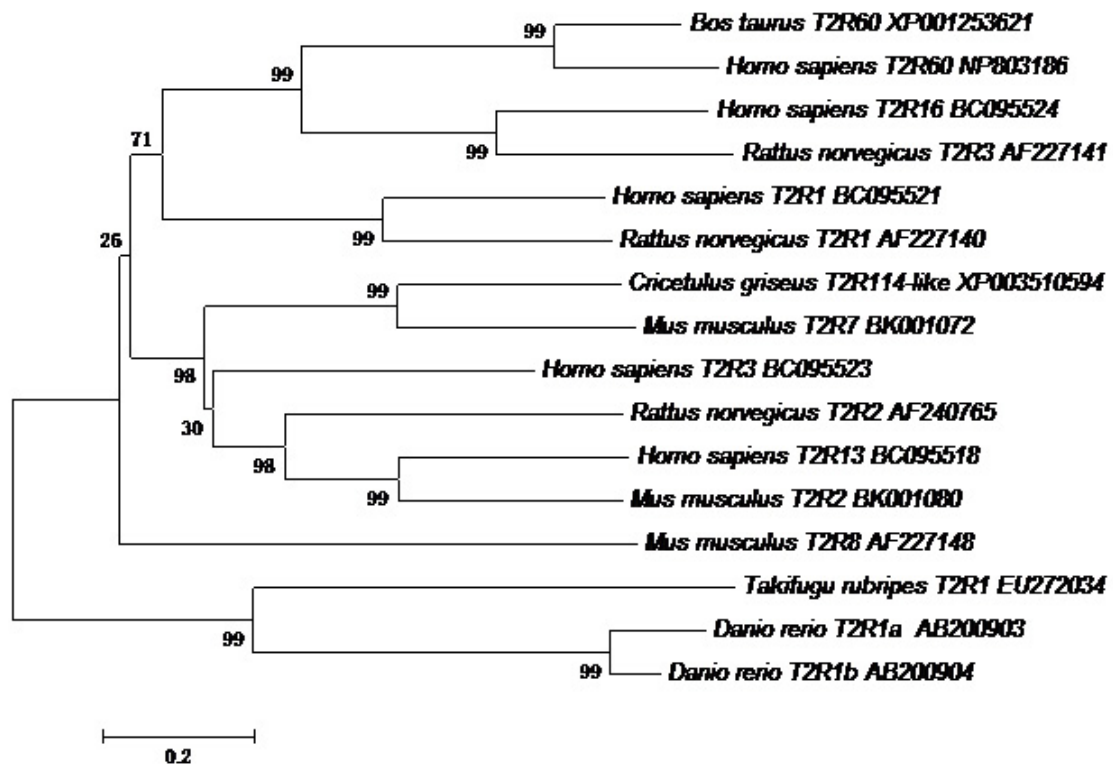 99
Bos taurus T2R60 XP001253621
Homo sapiens T2R60 NP803186
99
Homo sapiens T2R16 BC095524
99
Rattus norvegicus T2R3 AF227141
71
Homo sapiens T2R1 BC095521
99
Rattus norvegicus T2R1 AF227140
26
Cricetulus griseus T2R114-like XP003510594
99
Mus musculus T2R7 BK001072
98
Homo sapiens T2R3 BC095523
30
Rattus norvegicus T2R2 AF240765
98
Homo sapiens T2R13 BC095518
99
Mus musculus T2R2 BK001080
Mus musculus T2R8 AF227148
Takifugu rubripes T2R1 EU272034
99
Danio rerio T2R1a AB200903
99
Danio rerio T2R1b AB200904
0.2